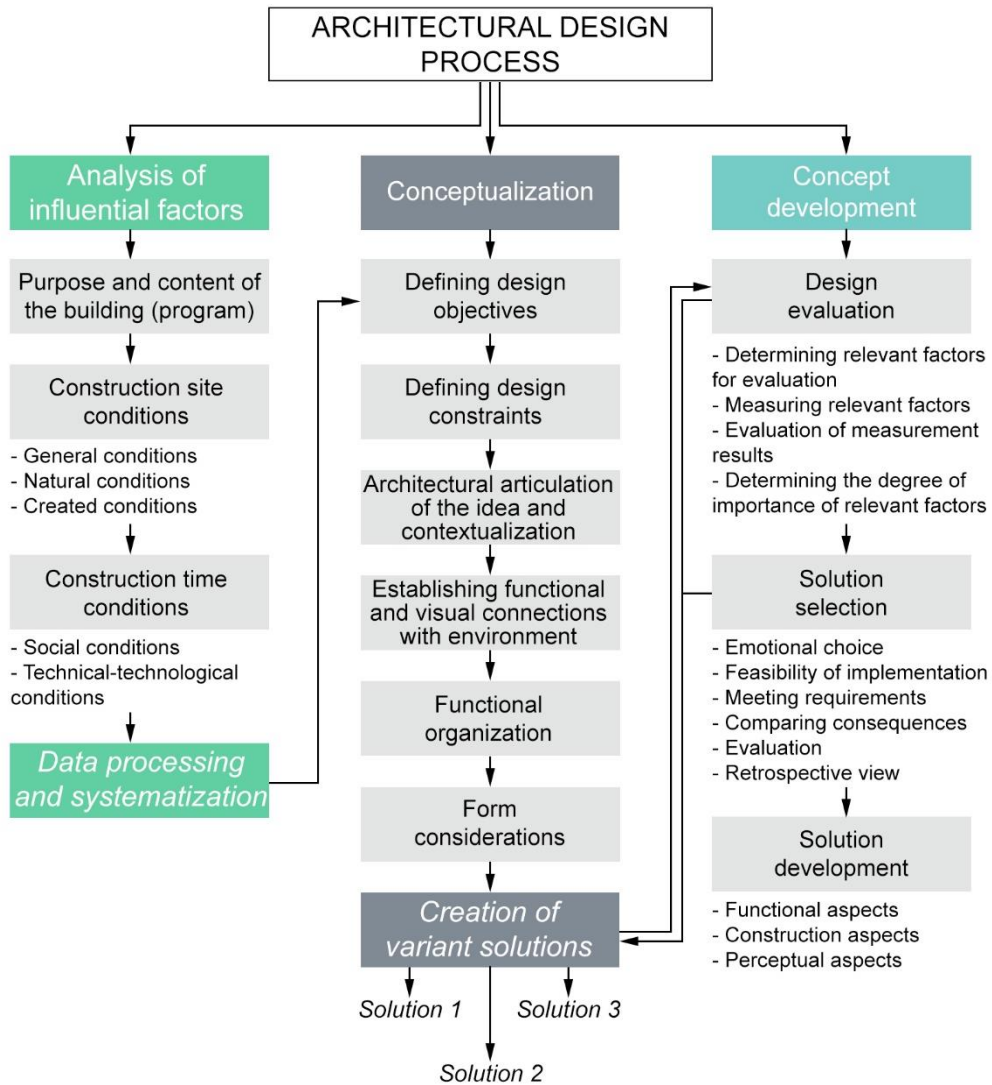 ARCHITECTURAL DESIGN
PROCESS
Analysis of
influential factors
Purpose and content of
the building (program)
Construction site
conditions
- General conditions
- Natural conditions
- Created conditions
Construction time
conditions
- Social conditions
- Technical-technological
conditions
Data processing
and systematization
Conceptualization
Defining design
objectives
Defining design
constraints
Architectural articulation
of the idea and
contextualization
Establishing functional
and visual connections
with environment
Functional
organization
Form
considerations
Creation of
variant solutions
Solution 1
Solution 3
Solution 2
Concept
development
Design
evaluation
- Determining relevant factors
for evaluation
- Measuring relevant factors
- Evaluation of measurement
results
- Determining the degree of
importance of relevant factors
Solution
selection
- Emotional choice
- Feasibility of implementation
- Meeting requirements
- Comparing consequences
- Evaluation
- Retrospective view
Solution
development
- Functional aspects
- Construction aspects
- Perceptual aspects